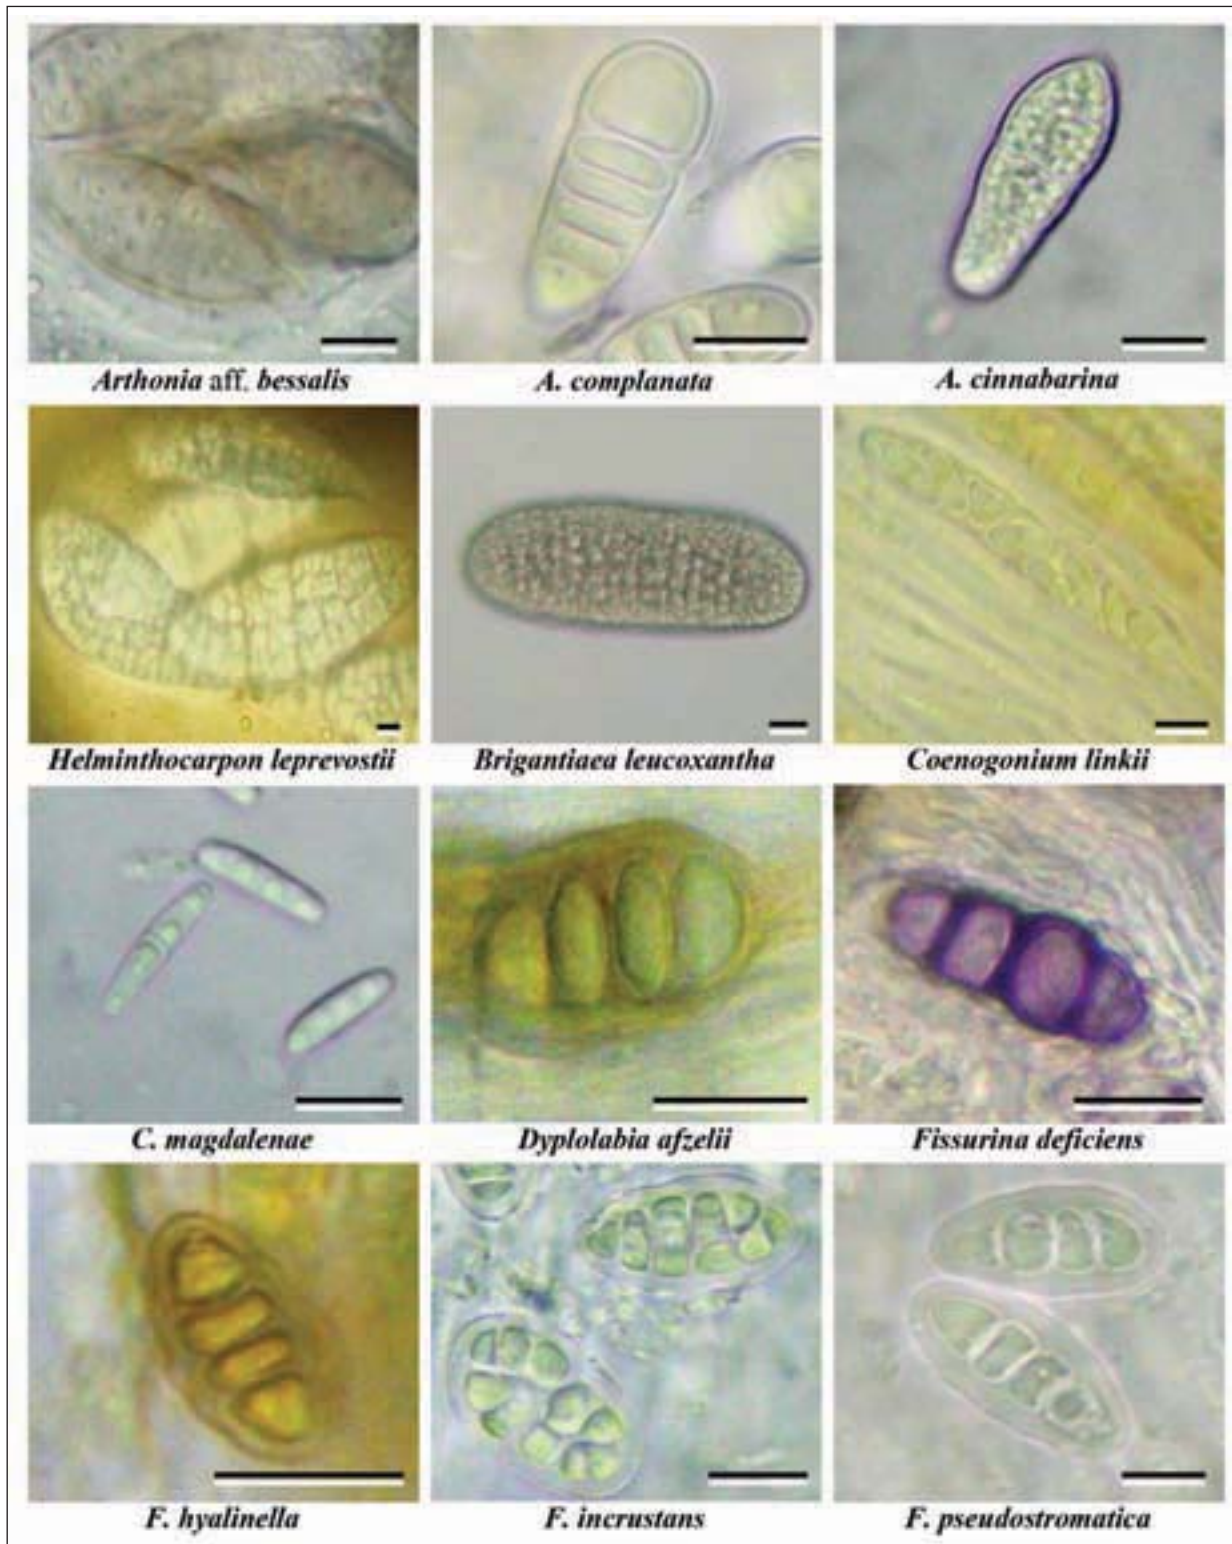 Arthonia aff. bessalis
A. complanata
A. cinnabarina
Helminthocarpon leprevostii
Brigantiaea leucoxantha
Coenogonium linkii
C. magdalenae
Dyplolabia afzelii
Fissurina deficiens
F. hyalinella
F. incrustans
F. pseudostromatica